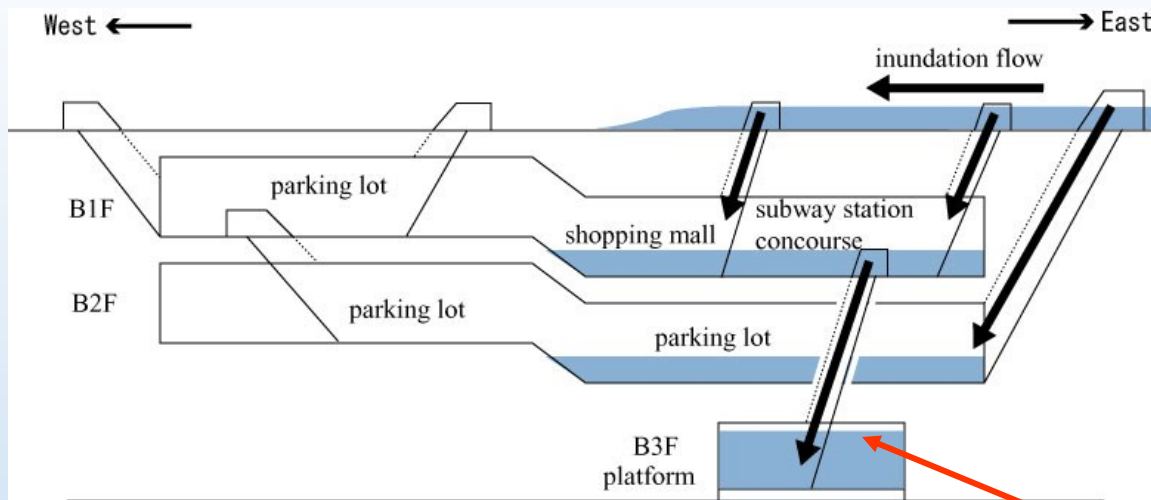 West
East
inundation flow
parking lot
B1F
subway station
shopping mall
concourse
B2F
parking lot
parking lot
B3F
platform